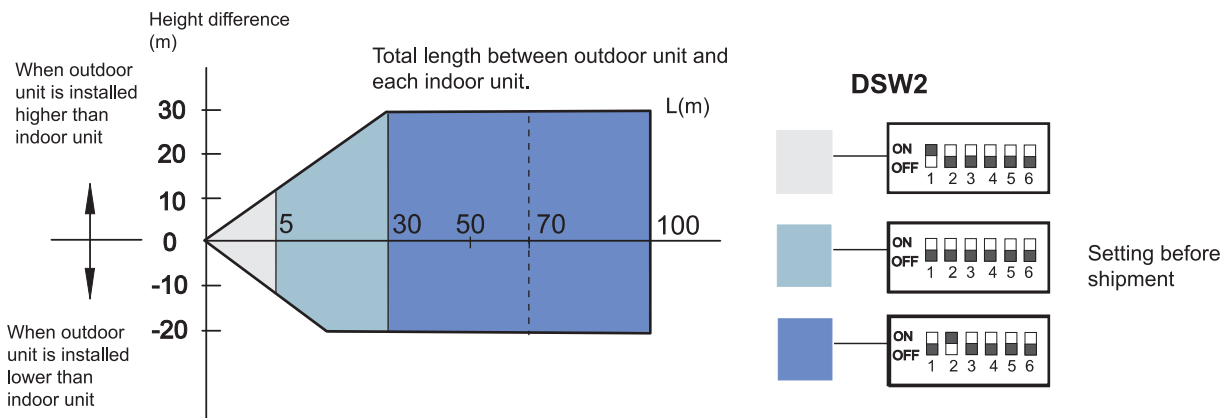 Height difference
(m)
When outdoor
unit is installed
higher than
indoor unit
Total length between outdoor unit and
each indoor unit.
L(m)
30
20
10
0
-10
-20
5
30
50
70
100
When outdoor
unit is installed
lower than
indoor unit
DSW2
ON
OFF
1 2 3 4 5 6
ON
OFF
1 2 3 4 5 6
Setting before
shipment
ON
OFF
1 2 3 4 5 6